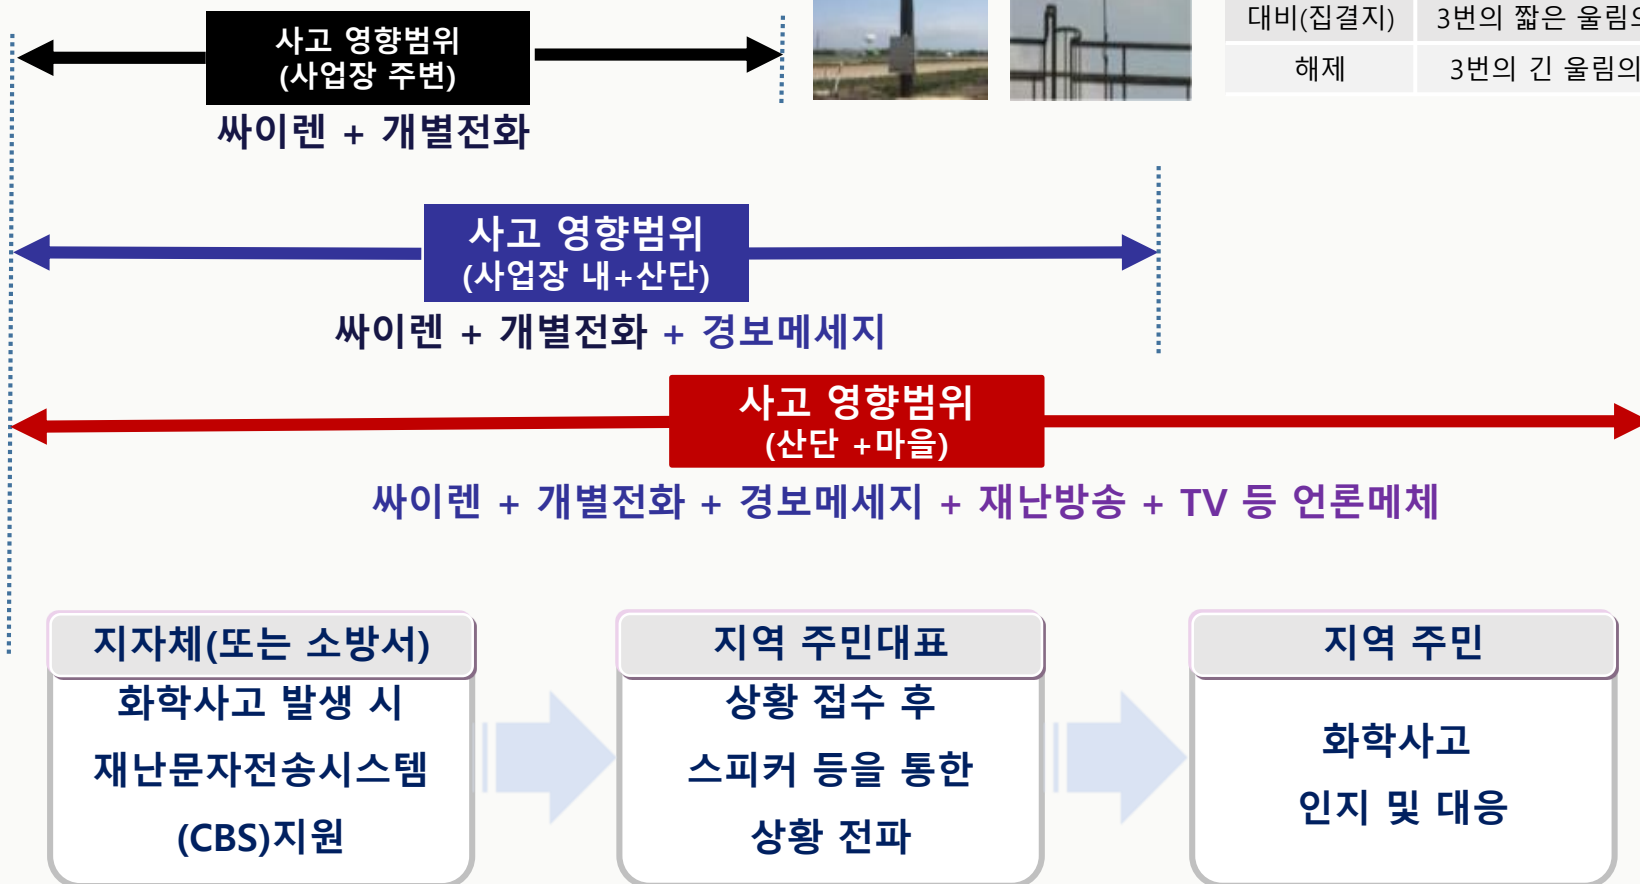 대비(집결지) 3번의 짧은 울림으
해제 3번의 긴 울림의
사고 영향범위
(사업장 주변)
싸이렌 + 개별전화
사고 영향범위
(사업장 내+산단)
싸이렌 + 개별전화 + 경보메세지
사고 영향범위
(산단 +마을)
싸이렌 + 개별전화 + 경보메세지 + 재난방송 + TV 등 언론메체
지자체(또는 소방서)
화학사고 발생 시
재난문자전송시스템
(CBS)지원
지역 주민대표
상황 접수 후
스피커 등을 통한
상황 전파
지역 주민
화학사고
인지 및 대응